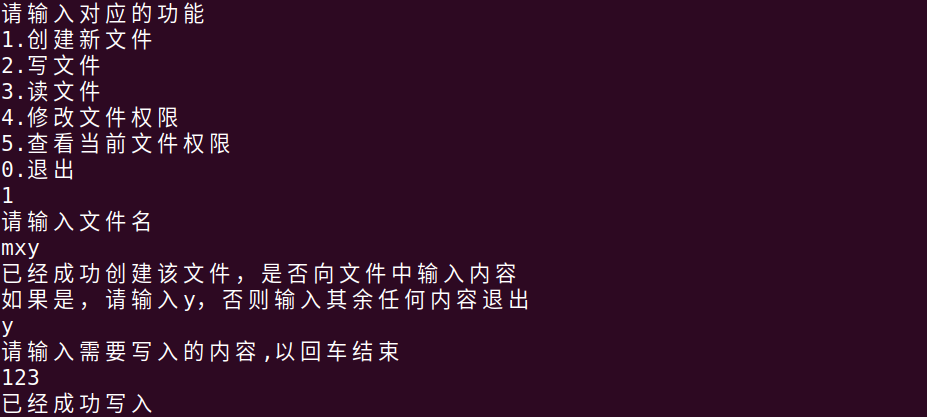 请输入对应的功能
1.创建新文件
2.写文件
3.读文件
4.修改文件权限
5.查看当前文件权限
0.退出
1
请输入文件名
mxy
已经成功创建该文件，是否向文件中输入内容
如果是，请输入y，否则输入其余任何内容退出
y
请输入需要写入的内容,以回车结束
123
已经成功写入